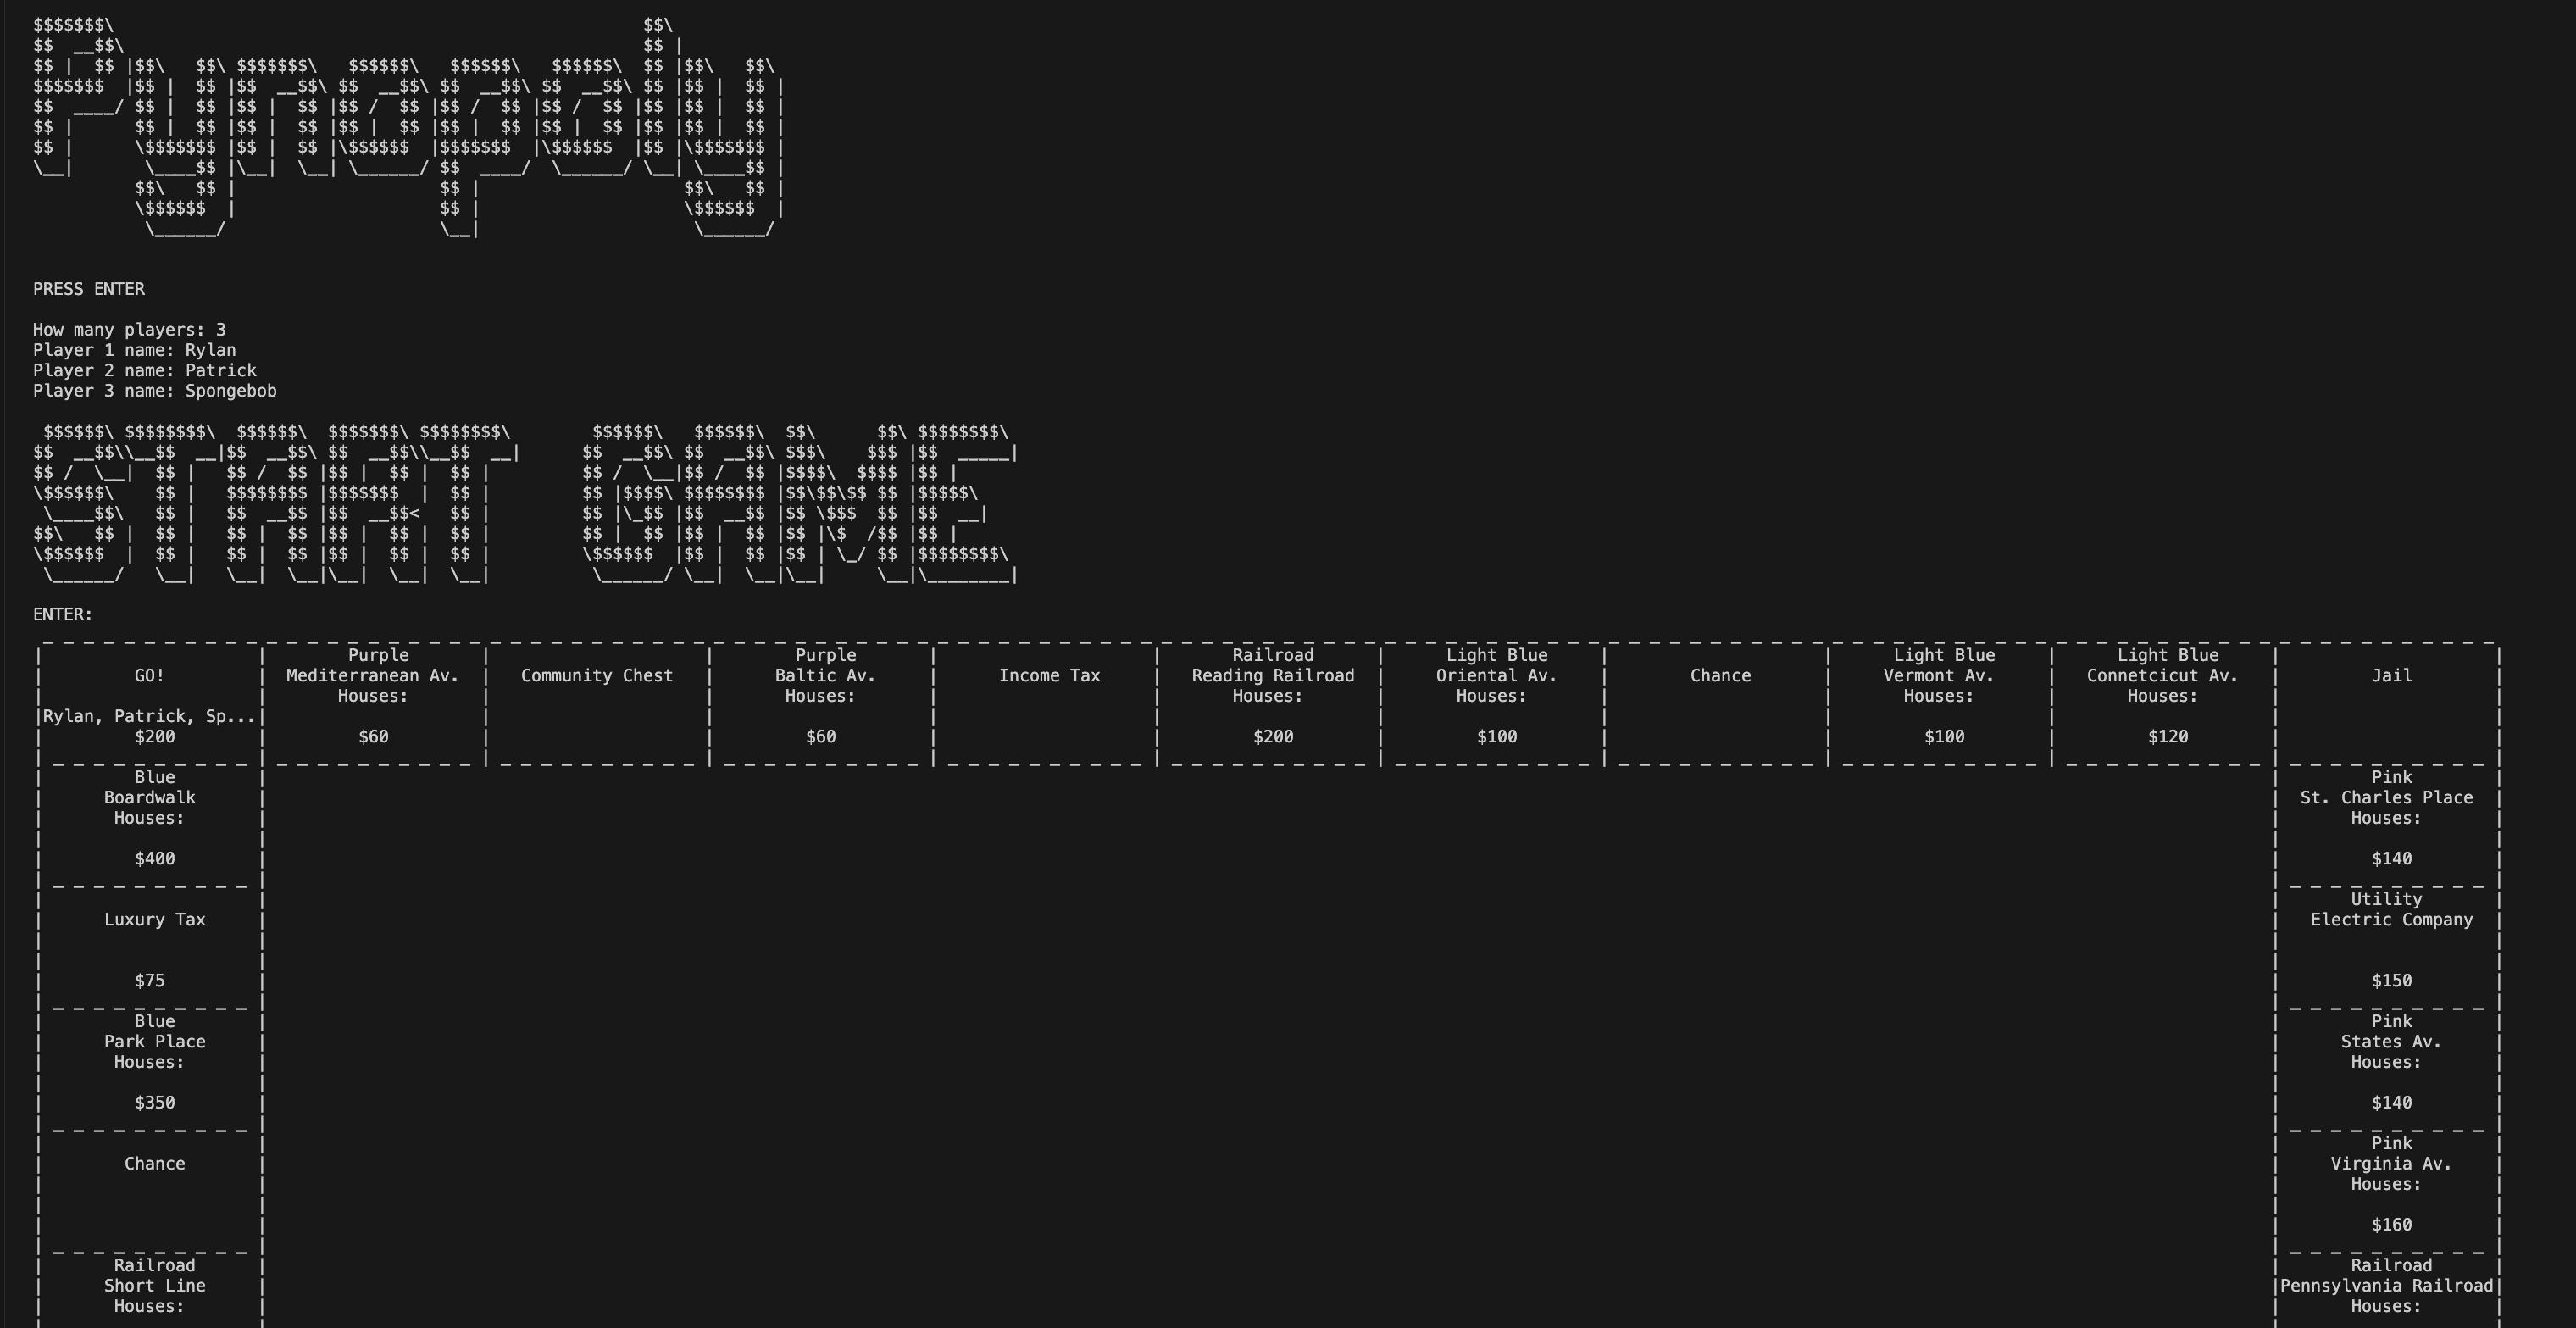 Pynopoly
PRESS ENTER
How many players: 3
Player 1 name: Rylan
Player 2 name: Patrick
Player 3 name: Spongebob
START GAME
ENTER:
Purple Purple Railroad Light Blue Light Blue Light Blue
GO! Mediterranean Av. Community Chest Baltic Av. Income Tax Reading Railroad Oriental Av. Chance Vermont Av. Connetcicut Av. Jail
Houses: Houses: Houses: Houses: Houses: Houses:
Rylan, Patrick, Sp...
$200 $60 $60 $200 $100 $100 $120
Blue Pink
Boardwalk St. Charles Place
Houses: Houses:
$400 $140
Utility
Luxury Tax Electric Company
$75 $150
Blue Pink
Park Place States Av.
Houses: Houses:
$350 $140
Pink
Chance Virginia Av.
Houses:
$160
Railroad Railroad
Short Line Pennsylvania Railroad
Houses: Houses: